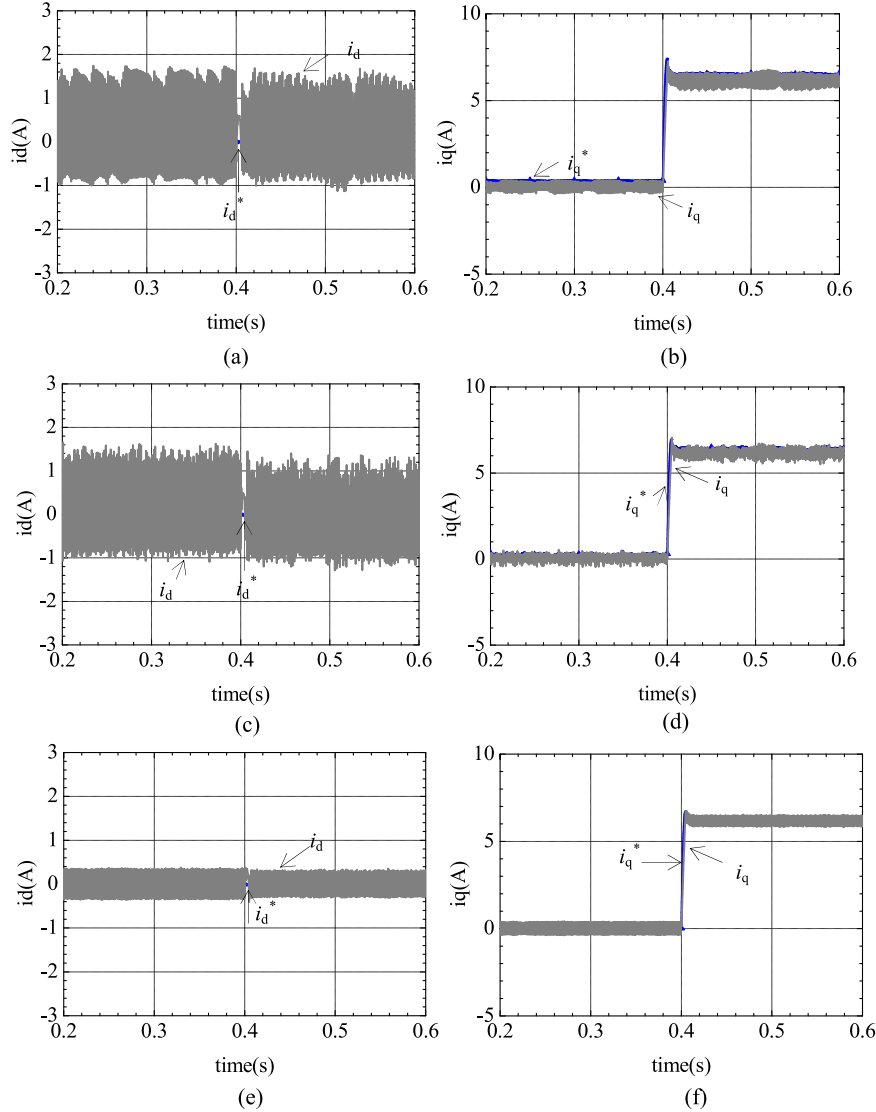 3
2
1
0
-1
-2
-3
id(A)
i_d
i_d^*
0.2 0.3 0.4 0.5 0.6
time(s)
(a)
10
5
0
-5
iq(A)
i_q^*
i_q
0.2 0.3 0.4 0.5 0.6
time(s)
(b)
3
2
1
0
-1
-2
-3
id(A)
i_d
i_d^*
0.2 0.3 0.4 0.5 0.6
time(s)
(c)
10
5
0
-5
iq(A)
i_q^*
i_q
0.2 0.3 0.4 0.5 0.6
time(s)
(d)
3
2
1
0
-1
-2
-3
id(A)
i_d
i_d^*
0.2 0.3 0.4 0.5 0.6
time(s)
(e)
10
5
0
-5
iq(A)
i_q^*
i_q
0.2 0.3 0.4 0.5 0.6
time(s)
(f)